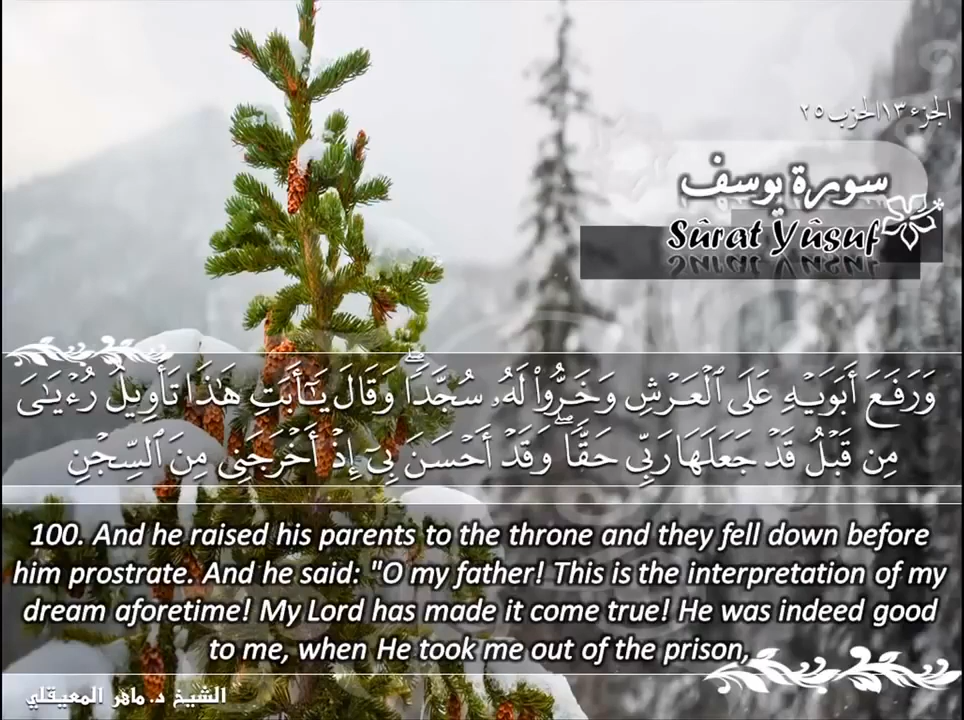 الجزء ١٣ الحزب ٢٥
سورة يوسف
Sûrat Yûsuf
وَرَفَعَ أَبَوَيْهِ عَلَى ٱلْعَرْشِ وَخَرُّوا۟ لَهُۥ سُجَّدًۭا ۖ وَقَالَ يَـٰٓأَبَتِ هَـٰذَا تَأْوِيلُ رُءْيَـٰىَ
مِن قَبْلُ قَدْ جَعَلَهَا رَبِّى حَقًّۭا ۖ وَقَدْ أَحْسَنَ بِىٓ إِذْ أَخْرَجَنِى مِنَ ٱلسِّجْنِ
100. And he raised his parents to the throne and they fell down before
him prostrate. And he said: "O my father! This is the interpretation of my
dream aforetime! My Lord has made it come true! He was indeed good
to me, when He took me out of the prison,
الشيخ د. ماهر المعيقلي